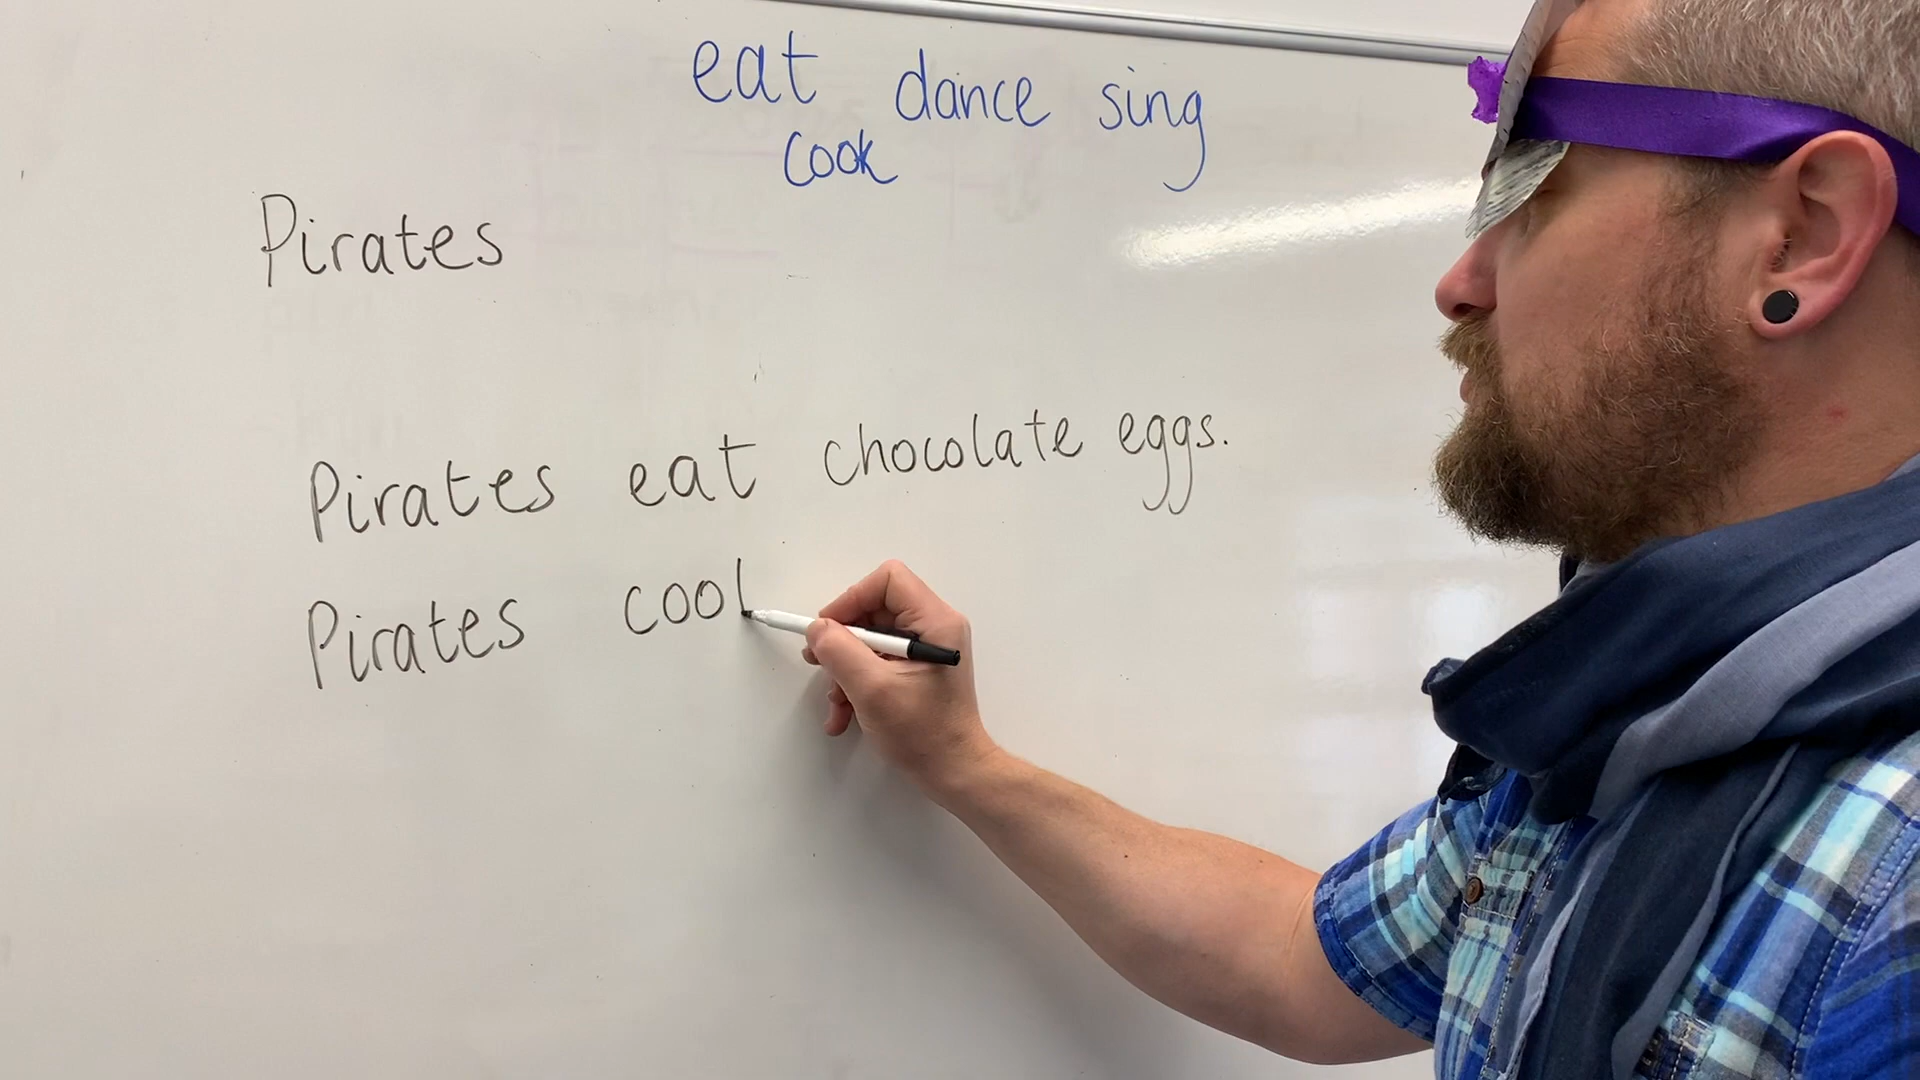 eat dance sing
cook
Pirates
Pirates eat chocolate eggs.
Pirates cool